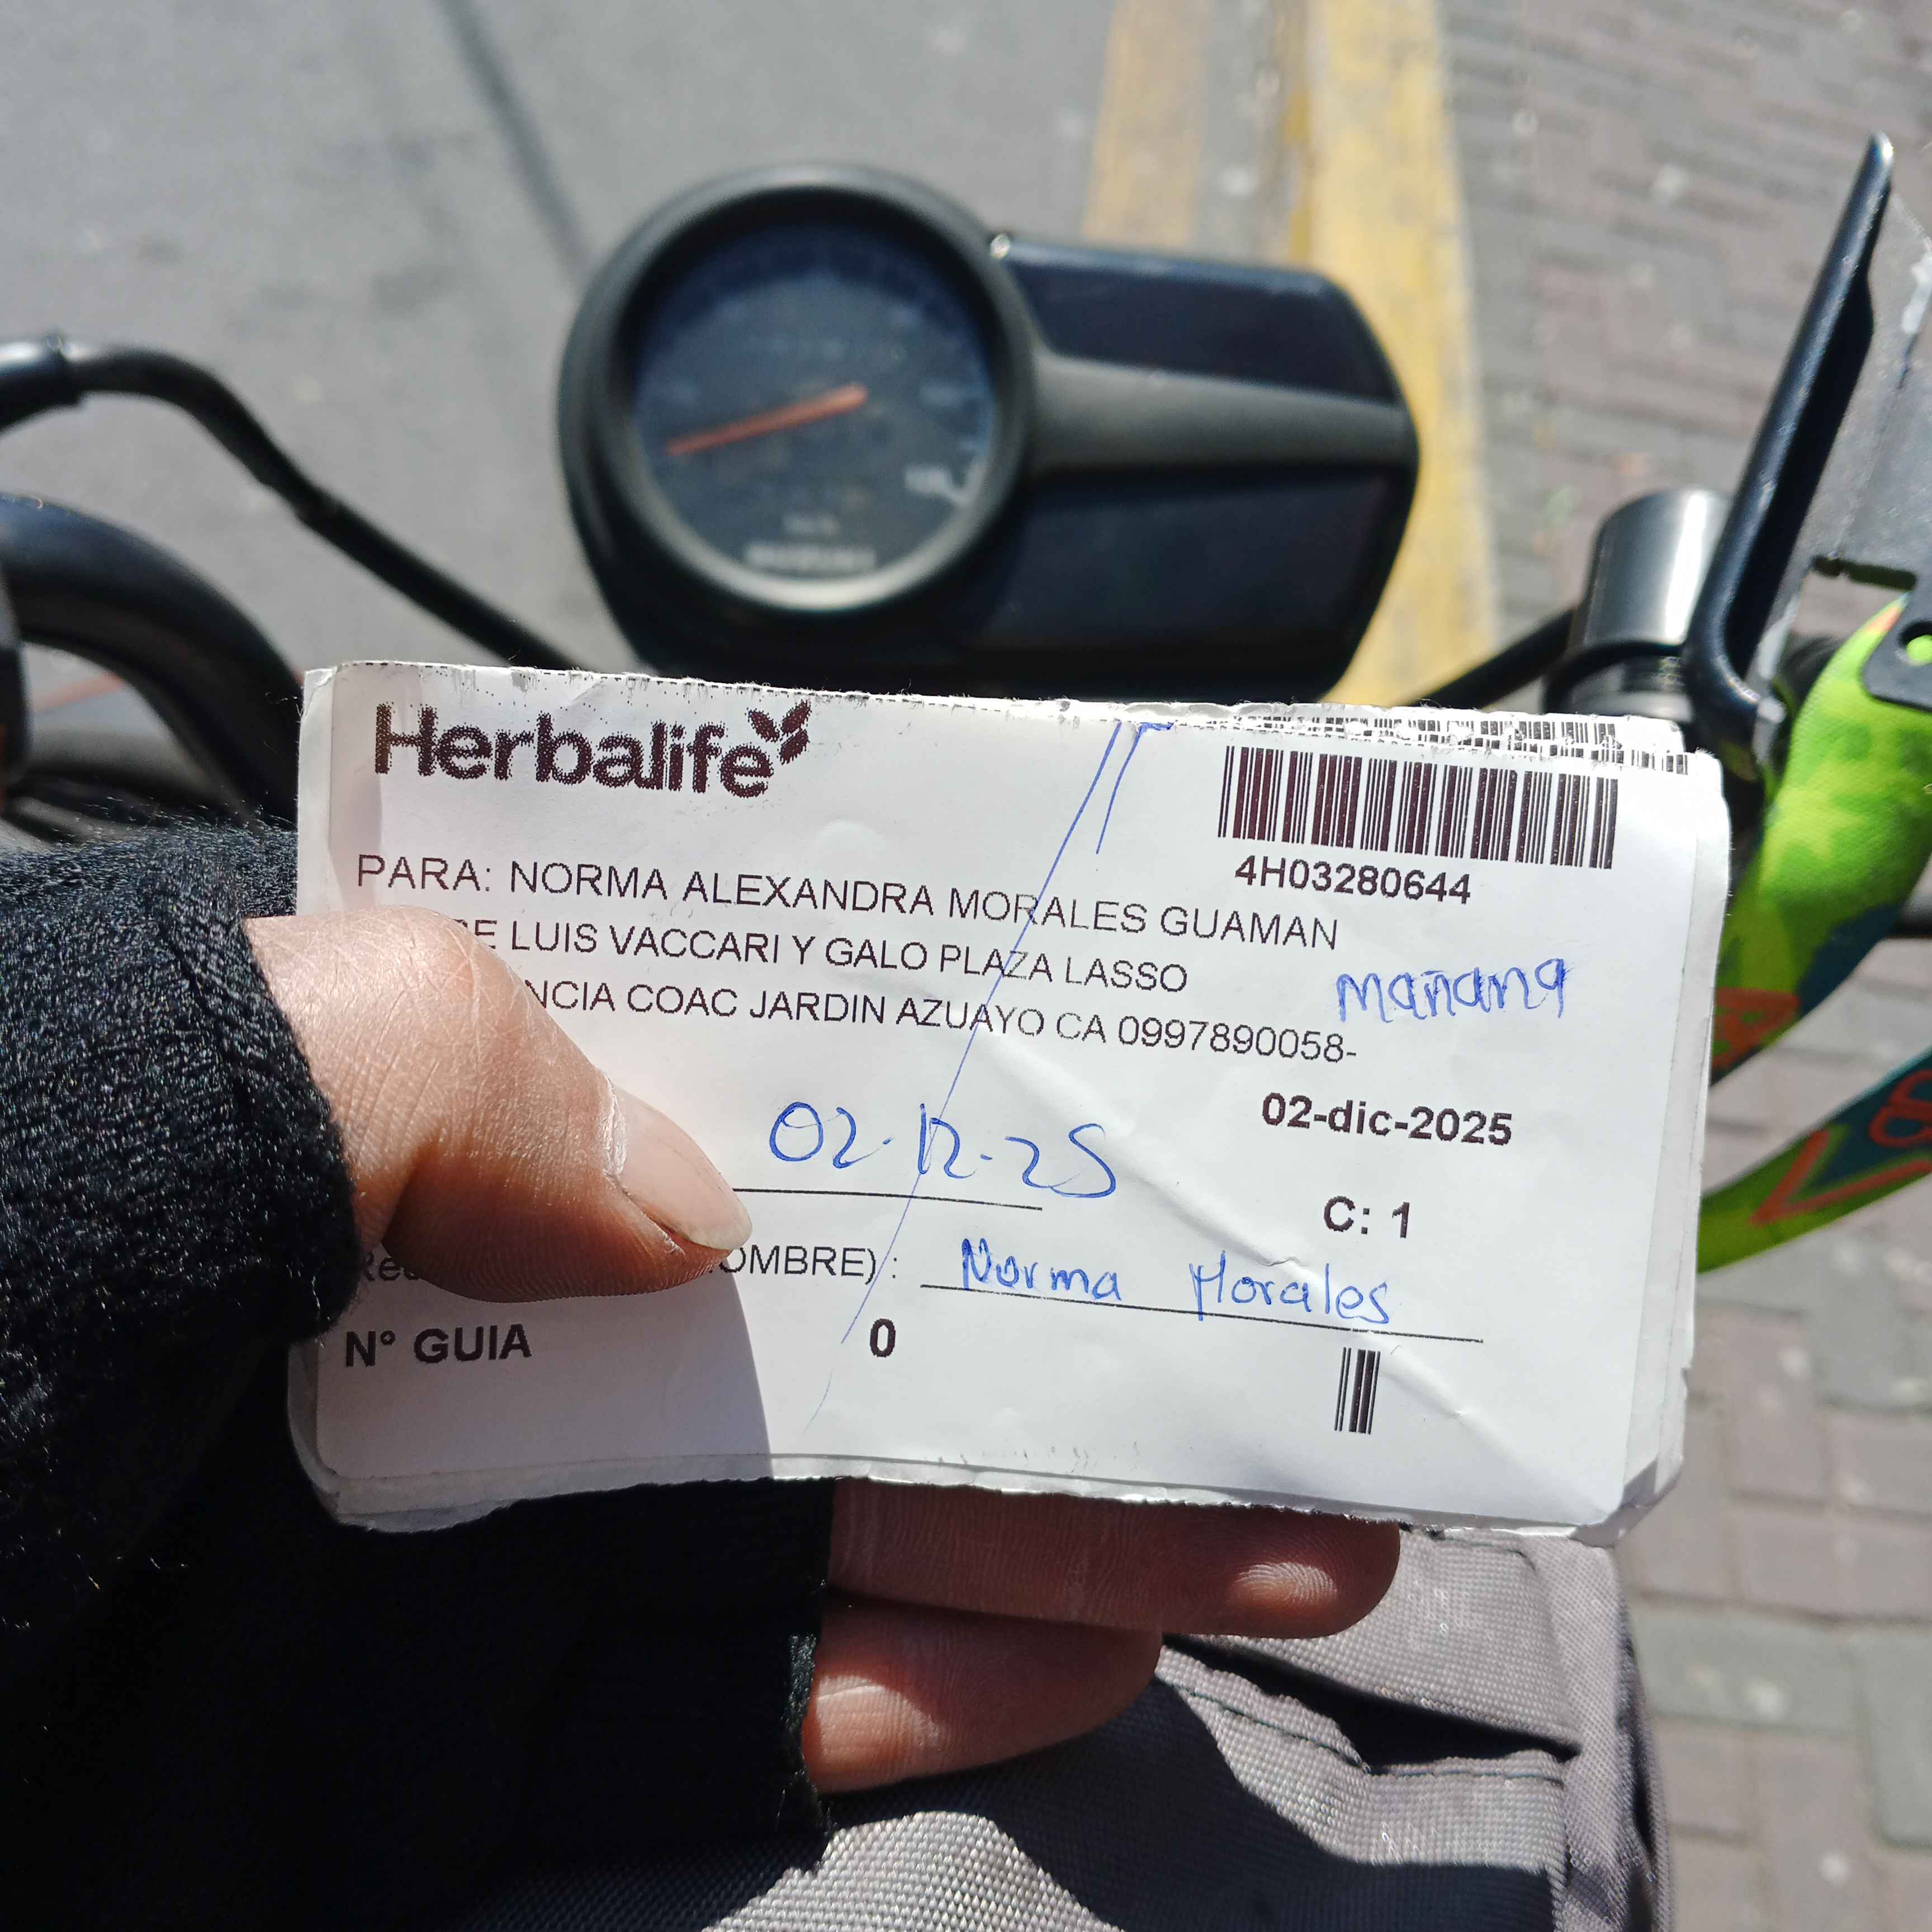 Herbalife
4H03280644
PARA: NORMA ALEXANDRA MORALES GUAMAN
LUIS VACCARI Y GALO PLAZA LASSO
COAC JARDIN AZUAYO CA 0997890058-
Mañana
02-dic-2025
02-12-25
C: 1
OMBRE) : Norma Morales
N° GUIA 0
SUZUKI